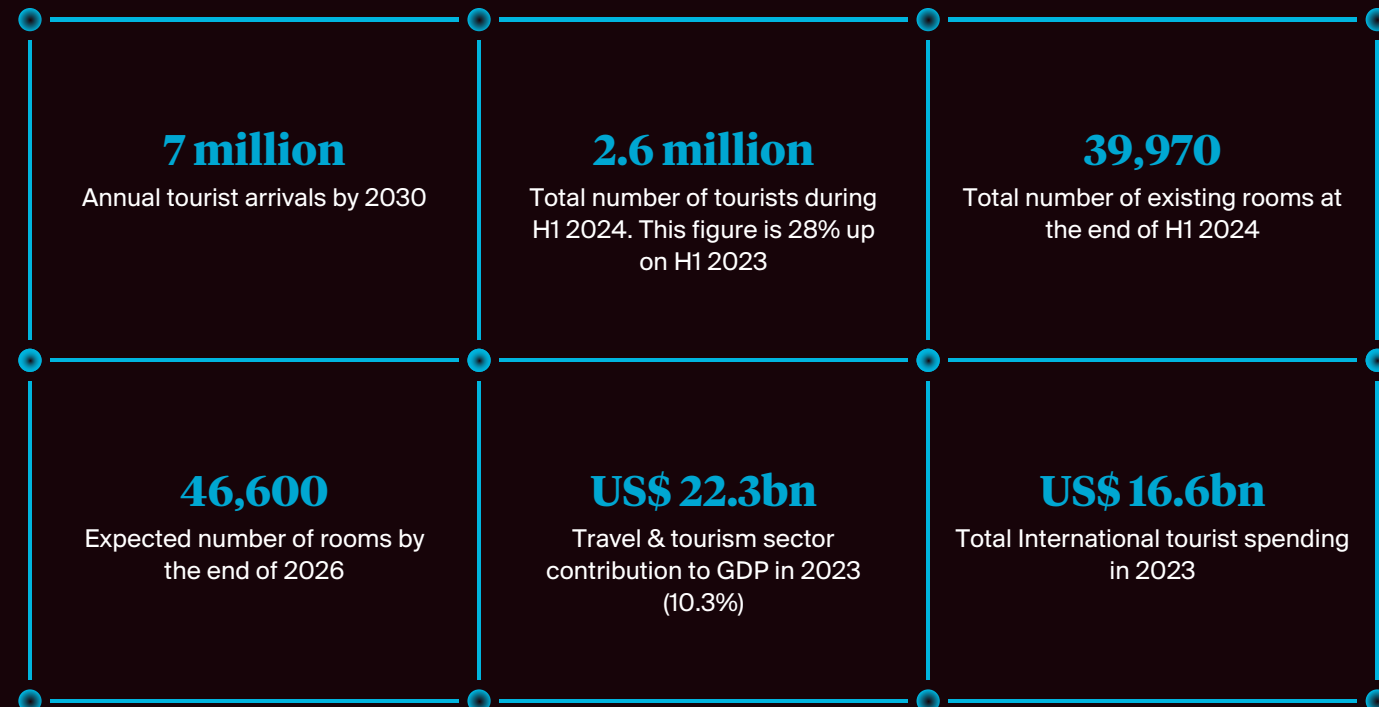 7 million
Annual tourist arrivals by 2030
2.6 million
Total number of tourists during
H1 2024. This figure is 28% up
on H1 2023
39,970
Total number of existing rooms at
the end of H1 2024
46,600
Expected number of rooms by
the end of 2026
US$ 22.3bn
Travel & tourism sector
contribution to GDP in 2023
(10.3%)
US$ 16.6bn
Total International tourist spending
in 2023